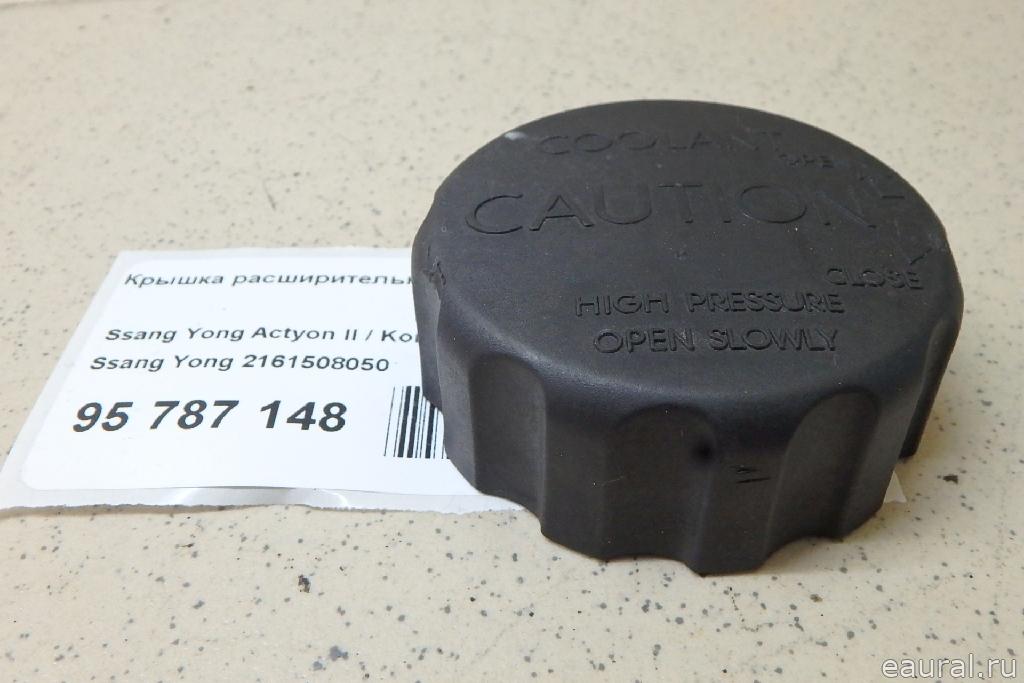 COOLANT
CAUTION
CLOSE
HIGH PRESSURE
OPEN SLOWLY
Крышка расширительн
Ssang Yong Actyon II / Ko
Ssang Yong 2161508050
95 787 148
eaural.ru